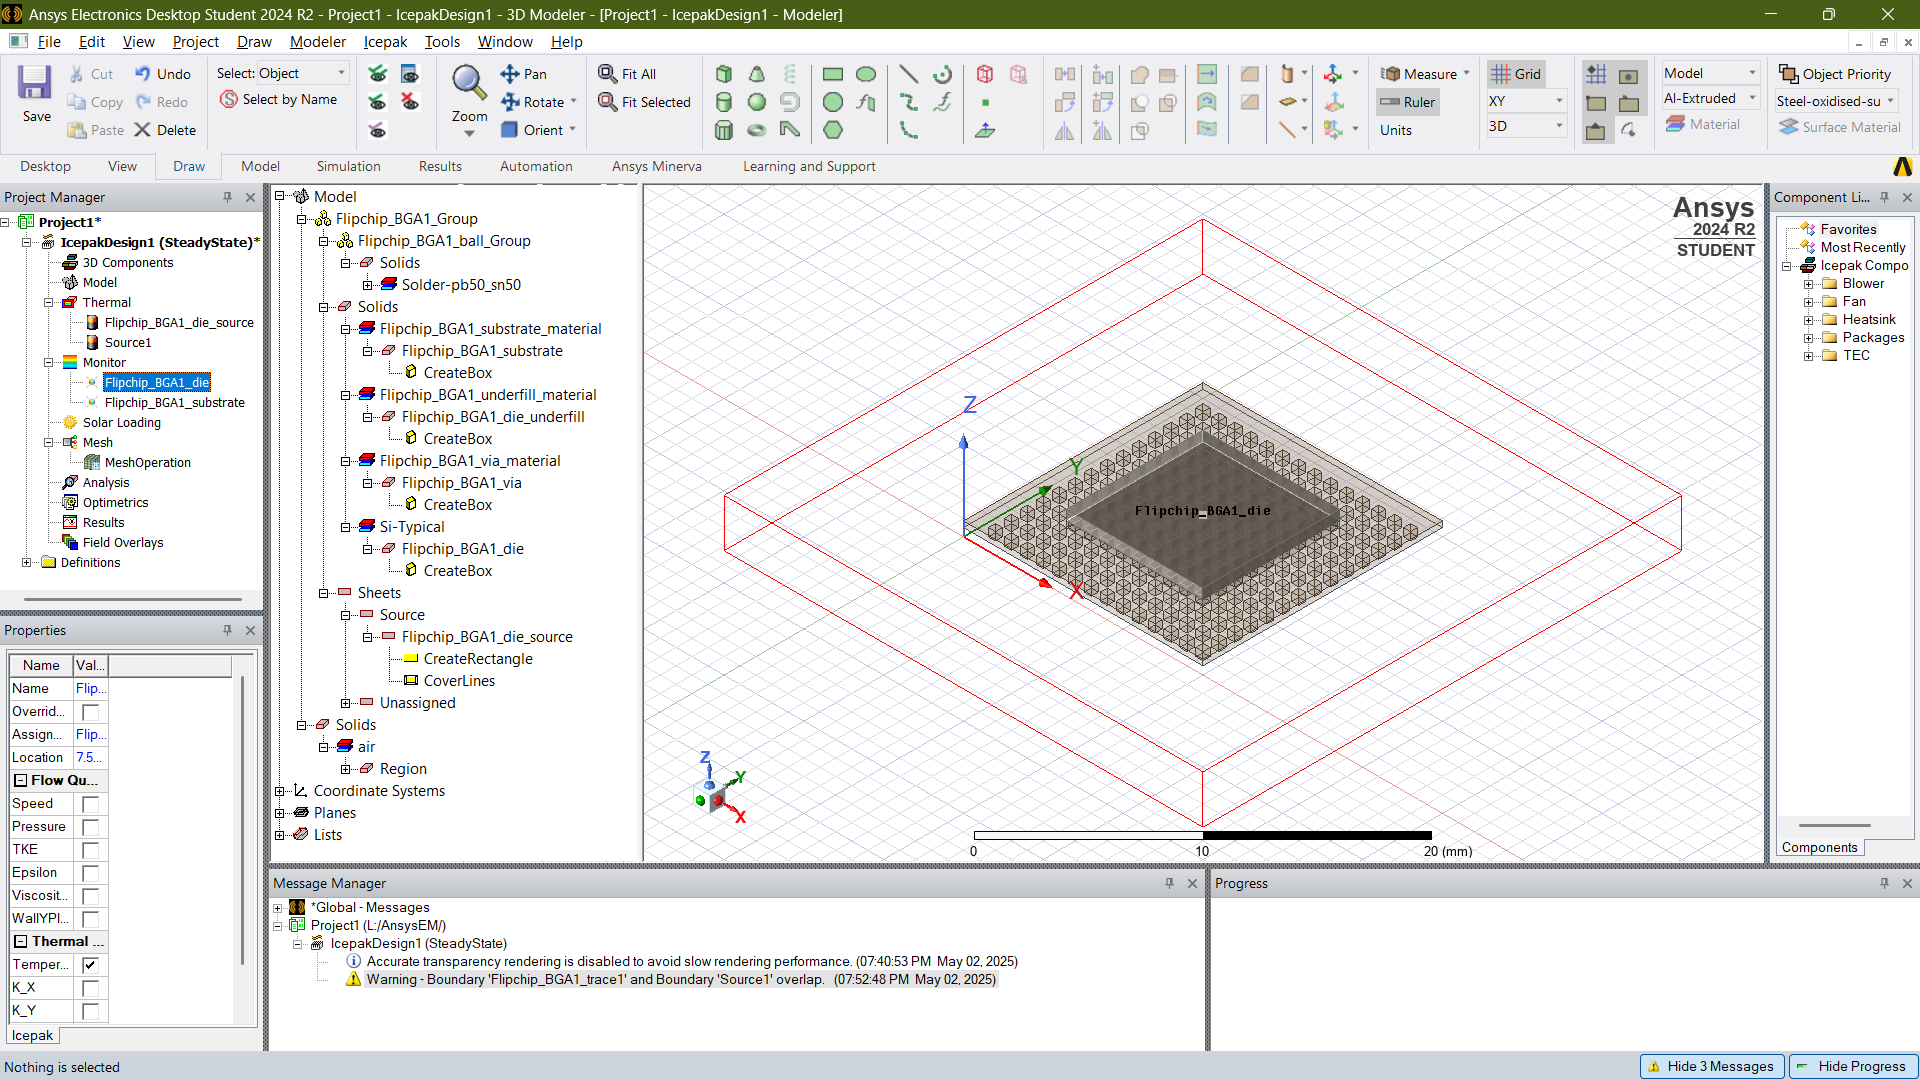 Ansys Electronics Desktop Student 2024 R2 - Project1 - IcepakDesign1 - 3D Modeler - [Project1 - IcepakDesign1 - Modeler]
File Edit View Project Draw Modeler Icepak Tools Window Help
Save
Cut
Copy
Paste
Undo
Redo
Delete
Select: Object
Select by Name
Zoom
Pan
Rotate
Orient
Fit All
Fit Selected
Measure
Ruler
Units
Grid
XY
3D
Model
Al-Extruded
Material
Object Priority
Steel-oxidised-su
Surface Material
Desktop View Draw Model Simulation Results Automation Ansys Minerva Learning and Support
Project Manager
Project1*
IcepakDesign1 (SteadyState)*
3D Components
Model
Thermal
Flipchip_BGA1_die_source
Source1
Monitor
Flipchip_BGA1_die
Flipchip_BGA1_substrate
Solar Loading
Mesh
MeshOperation
Analysis
Optimetrics
Results
Field Overlays
Definitions
Properties
Name Val...
Name Flip...
Overrid...
Assign... Flip...
Location 7.5...
Flow Qu...
Speed
Pressure
TKE
Epsilon
Viscosit...
WallYPl...
Thermal ...
Temper...
K_X
K_Y
Icepak
Model
Flipchip_BGA1_Group
Flipchip_BGA1_ball_Group
Solids
Solder-pb50_sn50
Solids
Flipchip_BGA1_substrate_material
Flipchip_BGA1_substrate
CreateBox
Flipchip_BGA1_underfill_material
Flipchip_BGA1_die_underfill
CreateBox
Flipchip_BGA1_via_material
Flipchip_BGA1_via
CreateBox
Si-Typical
Flipchip_BGA1_die
CreateBox
Sheets
Source
Flipchip_BGA1_die_source
CreateRectangle
CoverLines
Unassigned
Solids
air
Region
Coordinate Systems
Planes
Lists
Ansys
2024 R2
STUDENT
Z
Y
X
Flipchip_BGA1_die
Z
Y
X
0 10 20 (mm)
Component Li...
Favorites
Most Recently
Icepak Compo
Blower
Fan
Heatsink
Packages
TEC
Components
Message Manager
*Global - Messages
Project1 (L:/AnsysEM/)
IcepakDesign1 (SteadyState)
Accurate transparency rendering is disabled to avoid slow rendering performance. (07:40:53 PM May 02, 2025)
Warning - Boundary 'Flipchip_BGA1_trace1' and Boundary 'Source1' overlap. (07:52:48 PM May 02, 2025)
Progress
Nothing is selected
Hide 3 Messages
Hide Progress